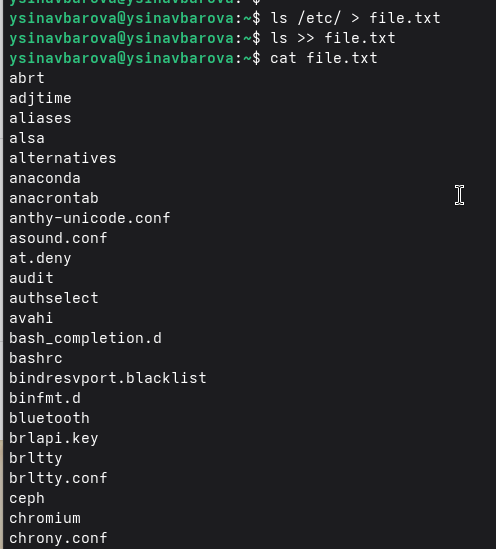 ysinavbarova@ysinavbarova:~$
ysinavbarova@ysinavbarova:~$ ls /etc/ > file.txt
ysinavbarova@ysinavbarova:~$ ls >> file.txt
ysinavbarova@ysinavbarova:~$ cat file.txt
abrt
adjtime
aliases
alsa
alternatives
anaconda
anacrontab
anthy-unicode.conf
asound.conf
at.deny
audit
authselect
avahi
bash_completion.d
bashrc
bindresvport.blacklist
binfmt.d
bluetooth
brlapi.key
brltty
brltty.conf
ceph
chromium
chrony.conf